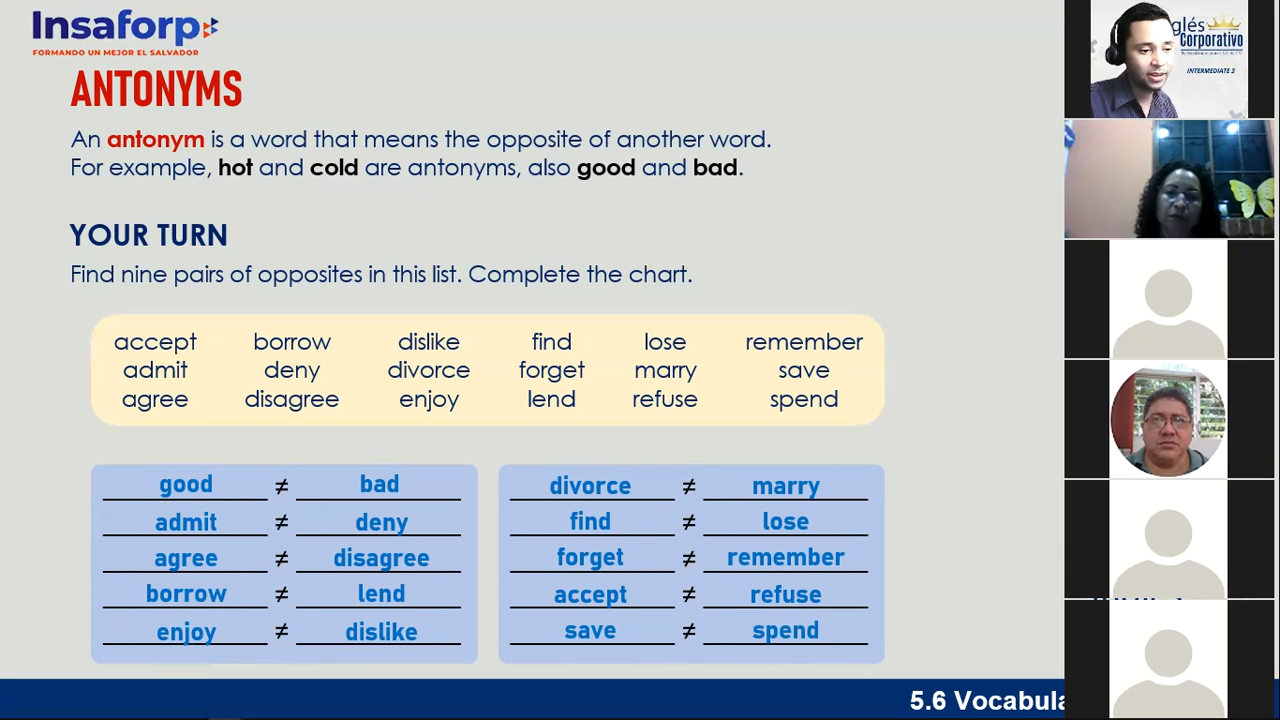 Insaforp
FORMANDO UN MEJOR EL SALVADOR
ANTONYMS
An antonym is a word that means the opposite of another word.
For example, hot and cold are antonyms, also good and bad.
YOUR TURN
Find nine pairs of opposites in this list. Complete the chart.
accept borrow dislike find lose remember
admit deny divorce forget marry save
agree disagree enjoy lend refuse spend
good ≠ bad
admit ≠ deny
agree ≠ disagree
borrow ≠ lend
enjoy ≠ dislike
divorce ≠ marry
find ≠ lose
forget ≠ remember
accept ≠ refuse
save ≠ spend
5.6 Vocabula
glés
Corporativo
INTERMEDIATE 3